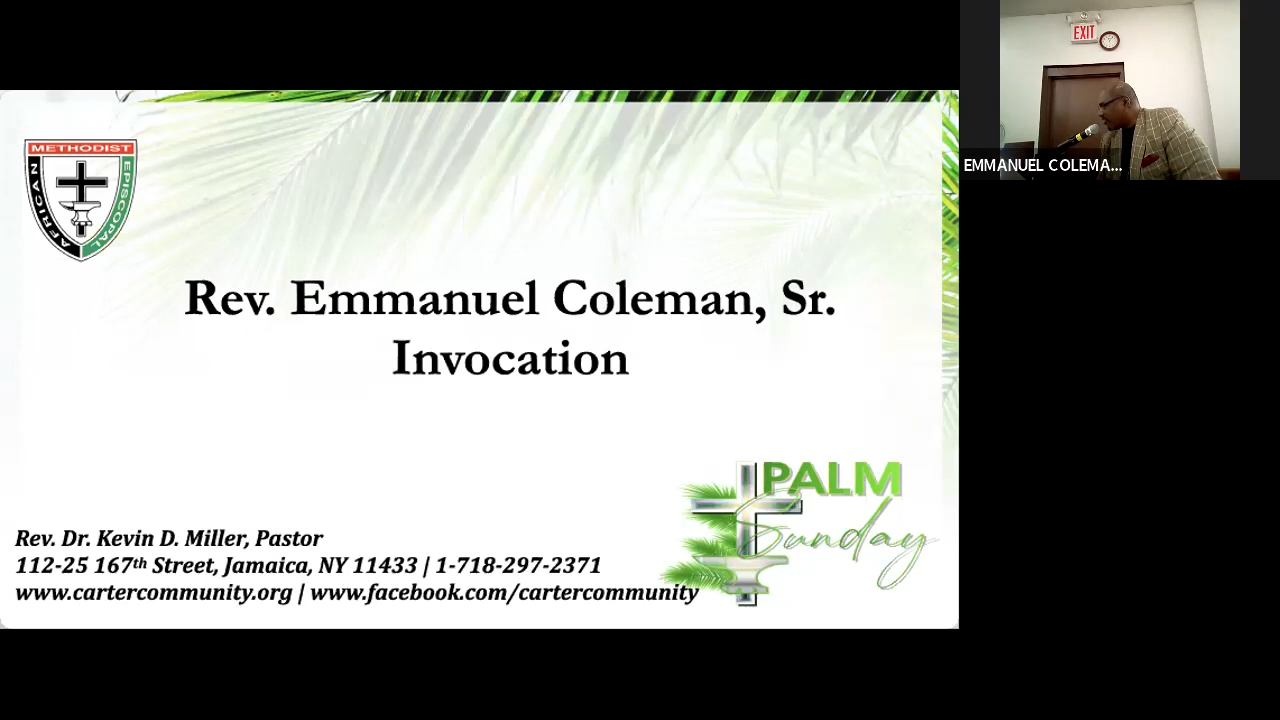 METHODIST
AFRICAN
EPISCOPAL
Rev. Emmanuel Coleman, Sr.
Invocation
PALM
Sunday
Rev. Dr. Kevin D. Miller, Pastor
112-25 167th Street, Jamaica, NY 11433 | 1-718-297-2371
www.cartercommunity.org | www.facebook.com/cartercommunity
EXIT
EMMANUEL COLEMA...